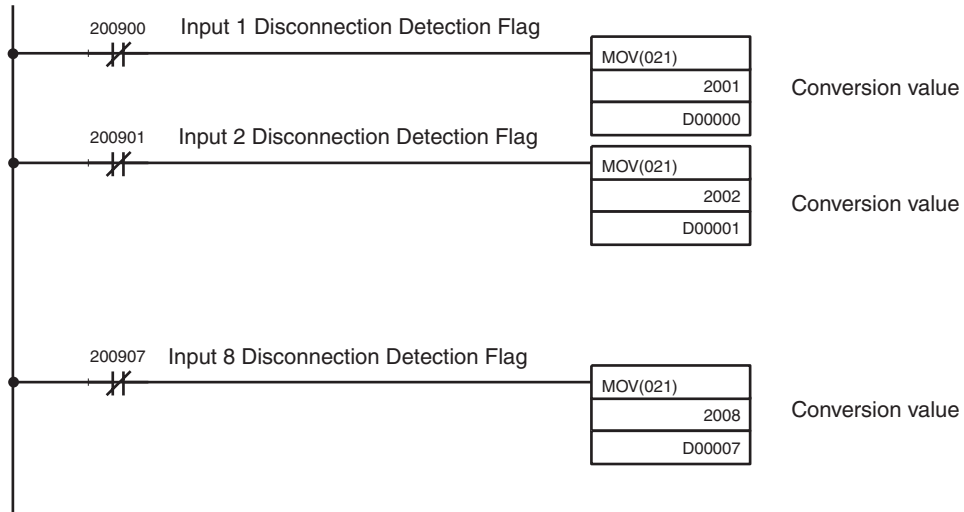 200900 Input 1 Disconnection Detection Flag
MOV(021)
2001 Conversion value
D00000
200901 Input 2 Disconnection Detection Flag
MOV(021)
2002 Conversion value
D00001
200907 Input 8 Disconnection Detection Flag
MOV(021)
2008 Conversion value
D00007